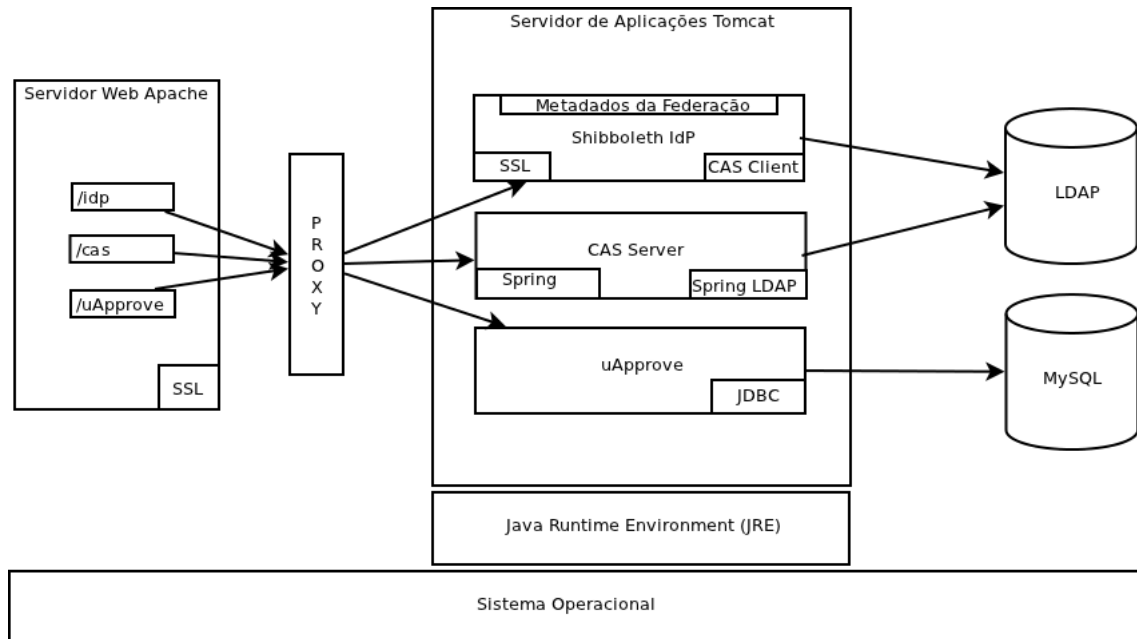 Servidor de Aplicações Tomcat
Servidor Web Apache
/idp
/cas
/uApprove
SSL
P
R
O
X
Y
Metadados da Federação
Shibboleth IdP
SSL
CAS Client
CAS Server
Spring
Spring LDAP
uApprove
JDBC
LDAP
MySQL
Java Runtime Environment (JRE)
Sistema Operacional